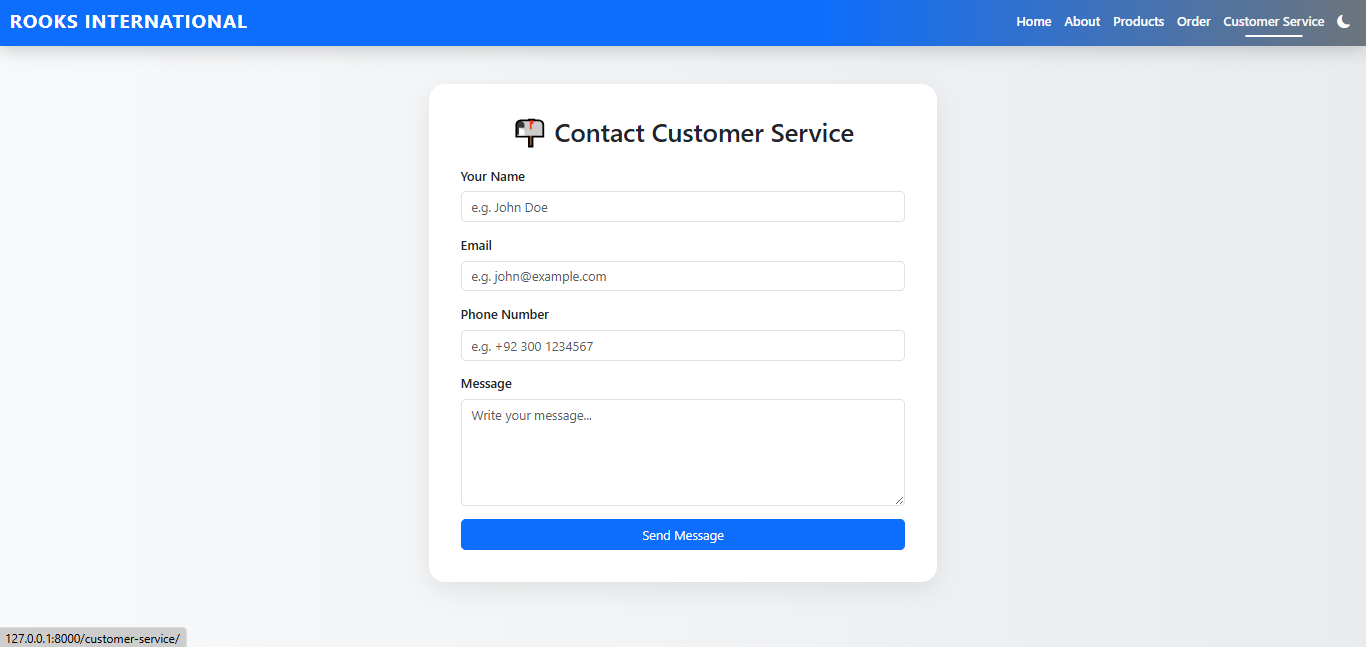 ROOKS INTERNATIONAL
Home About Products Order Customer Service
Contact Customer Service
Your Name
e.g. John Doe
Email
e.g. john@example.com
Phone Number
e.g. +92 300 1234567
Message
Write your message...
Send Message
127.0.0.1:8000/customer-service/